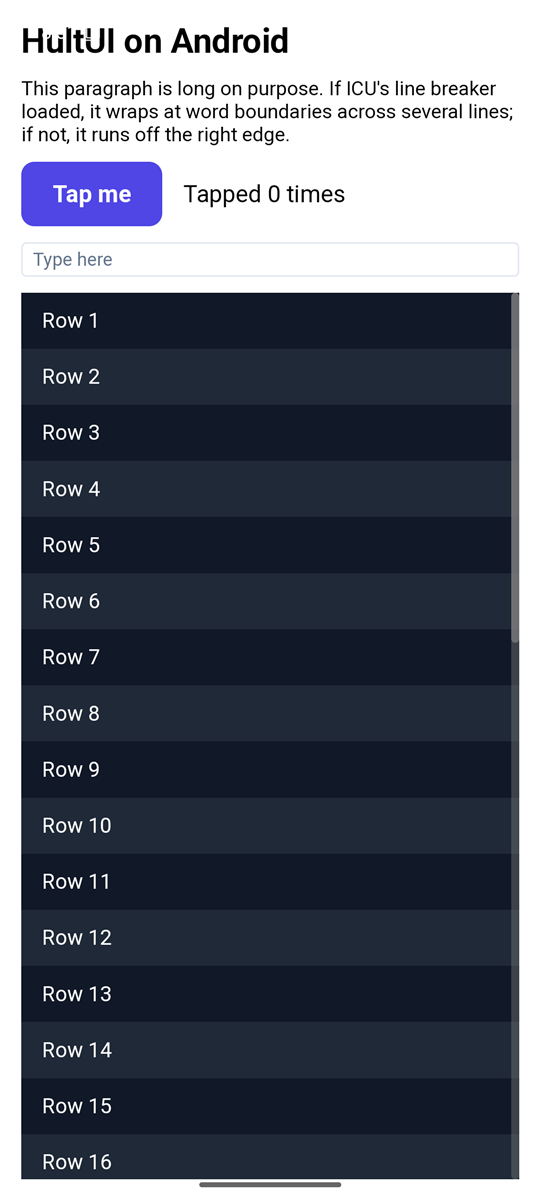 HultUI on Android
This paragraph is long on purpose. If ICU's line breaker
loaded, it wraps at word boundaries across several lines;
if not, it runs off the right edge.
Tap me
Tapped 0 times
Type here
Row 1
Row 2
Row 3
Row 4
Row 5
Row 6
Row 7
Row 8
Row 9
Row 10
Row 11
Row 12
Row 13
Row 14
Row 15
Row 16